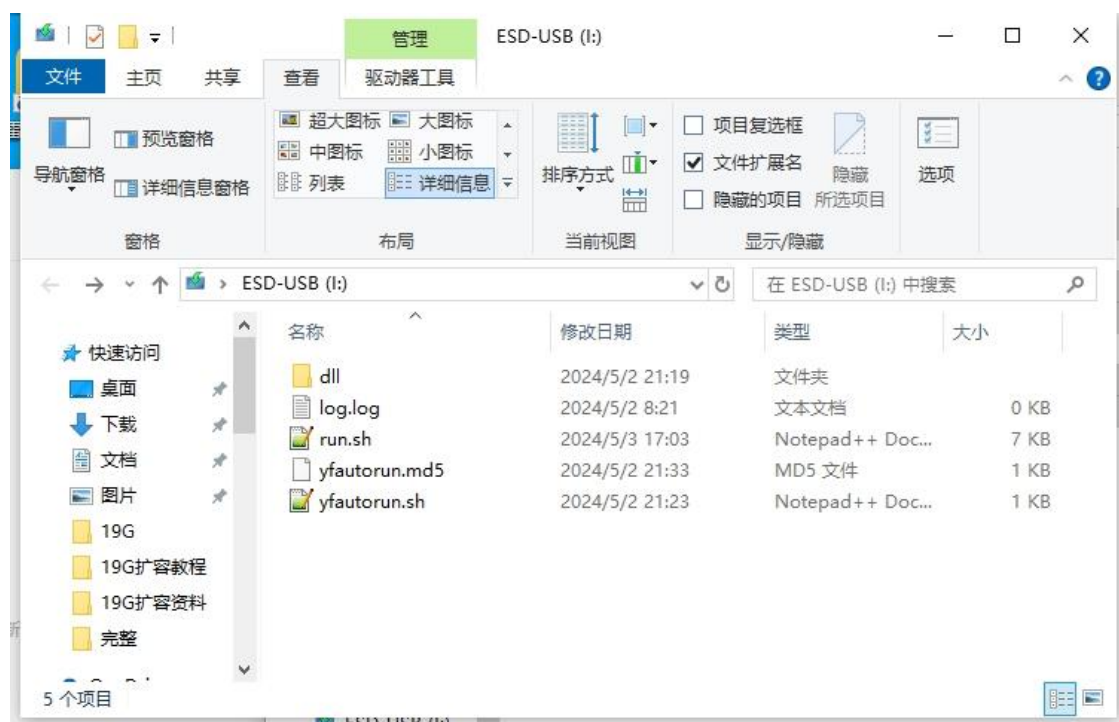 管理 ESD-USB (I:)
文件 主页 共享 查看 驱动器工具
导航窗格 预览窗格 详细信息窗格
超大图标 大图标
中图标 小图标
列表 详细信息
排序方式
项目复选框
文件扩展名
隐藏的项目
隐藏
所选项目
选项
窗格 布局 当前视图 显示/隐藏
ESD-USB (I:) 在 ESD-USB (I:) 中搜索
快速访问
桌面
下载
文档
图片
19G
19G扩容教程
19G扩容资料
完整
名称 修改日期 类型 大小
dll 2024/5/2 21:19 文件夹
log.log 2024/5/2 8:21 文本文档 0 KB
run.sh 2024/5/3 17:03 Notepad++ Doc... 7 KB
yfautorun.md5 2024/5/2 21:33 MD5 文件 1 KB
yfautorun.sh 2024/5/2 21:23 Notepad++ Doc... 1 KB
5 个项目